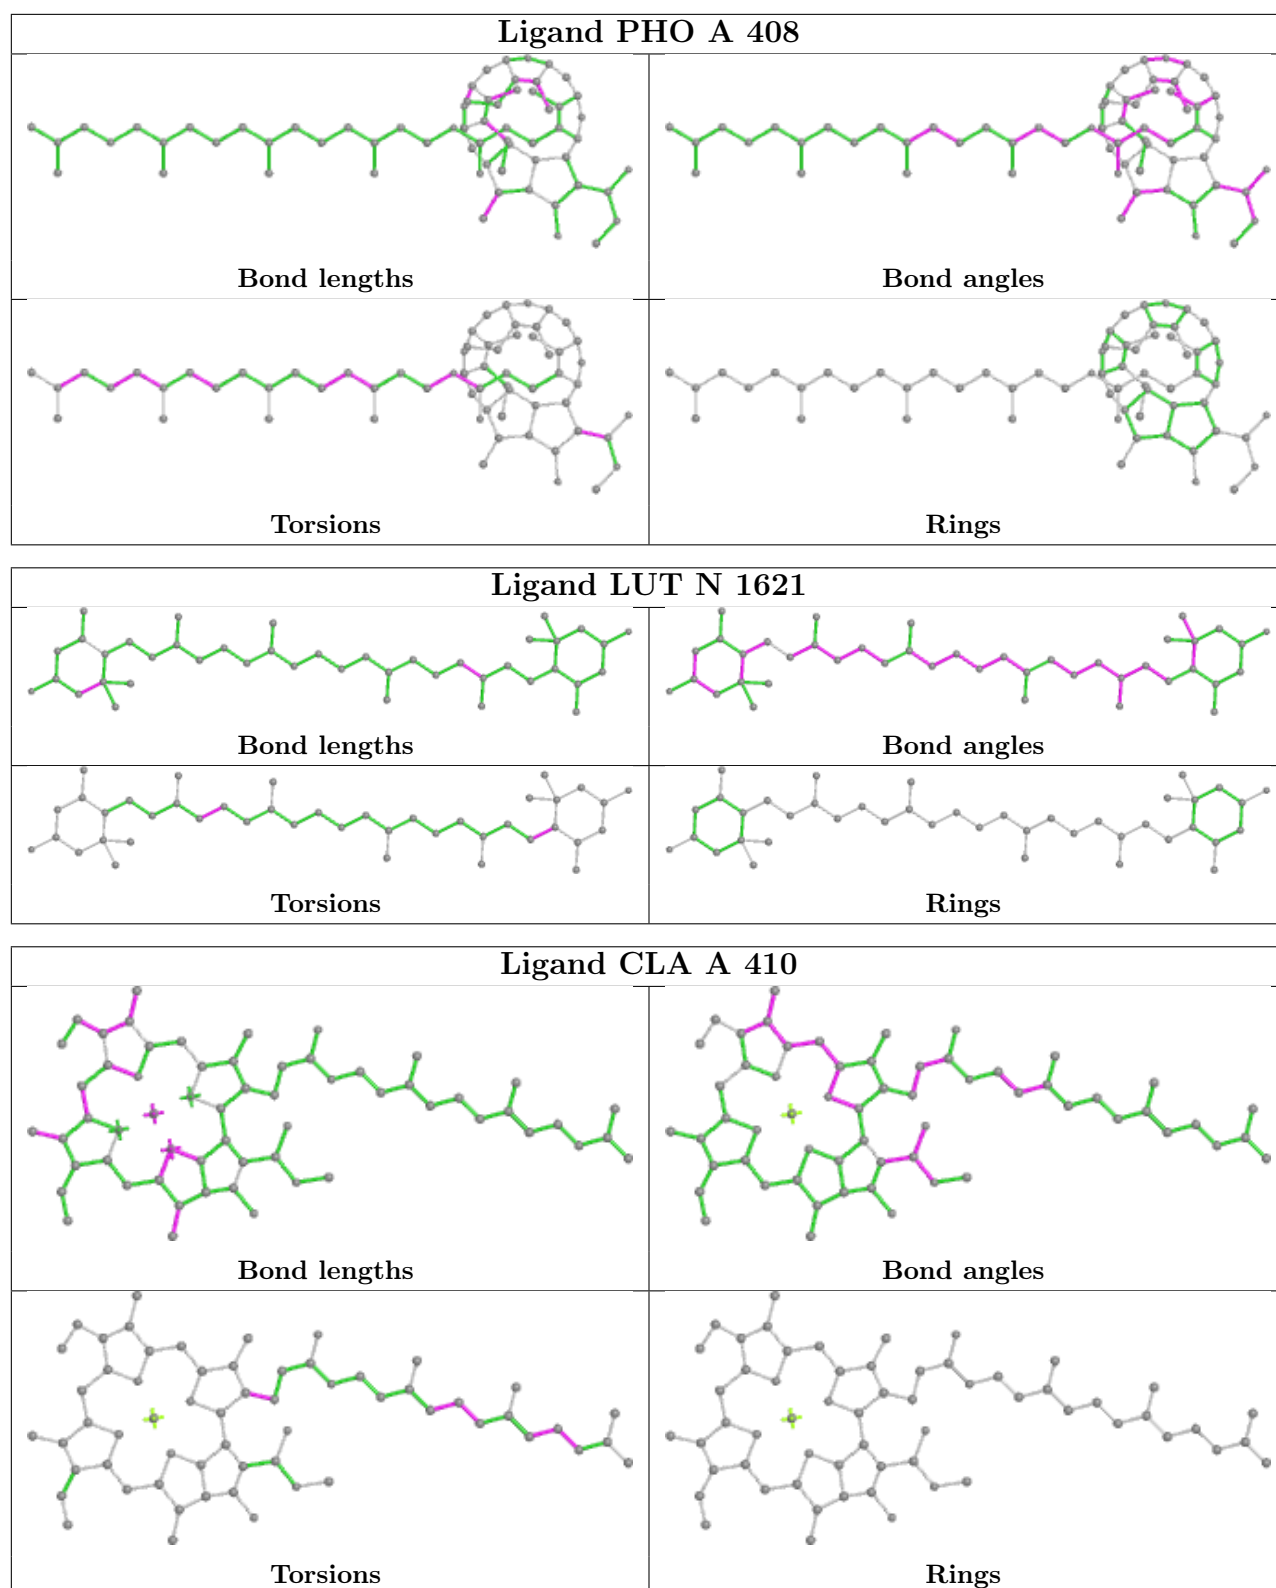 Ligand PHO A 408
Bond lengths
Bond angles
Torsions
Rings
Ligand LUT N 1621
Bond lengths
Bond angles
Torsions
Rings
Ligand CLA A 410
Bond lengths
Bond angles
Torsions
Rings